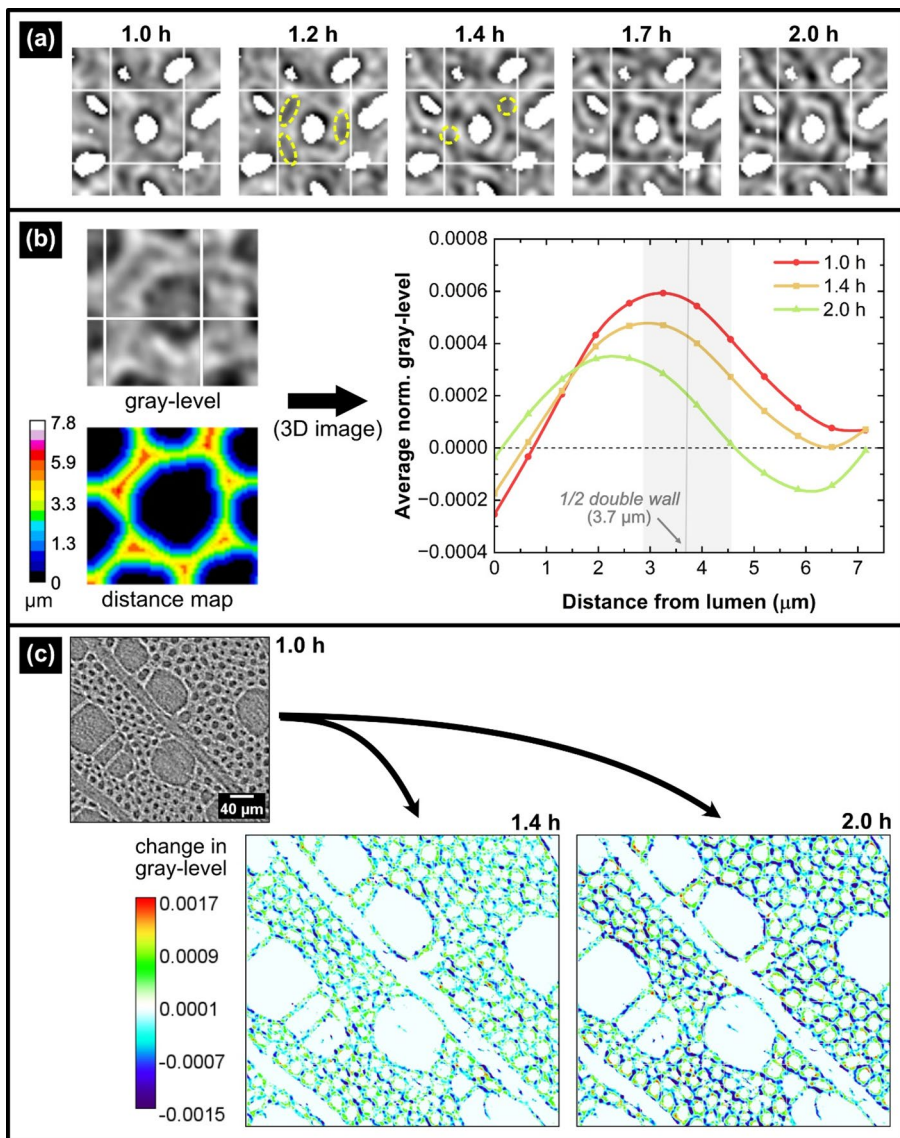 (a)
1.0 h
1.2 h
1.4 h
1.7 h
2.0 h
(b)
gray-level
(3D image)
7.8
5.9
3.3
1.3
0
μm
distance map
Average norm. gray-level
0.0008
0.0006
0.0004
0.0002
0.0000
−0.0002
−0.0004
1.0 h
1.4 h
2.0 h
1/2 double wall
(3.7 μm)
0 1 2 3 4 5 6 7
Distance from lumen (μm)
(c)
1.0 h
40 μm
1.4 h
2.0 h
change in
gray-level
0.0017
0.0009
0.0001
-0.0007
-0.0015